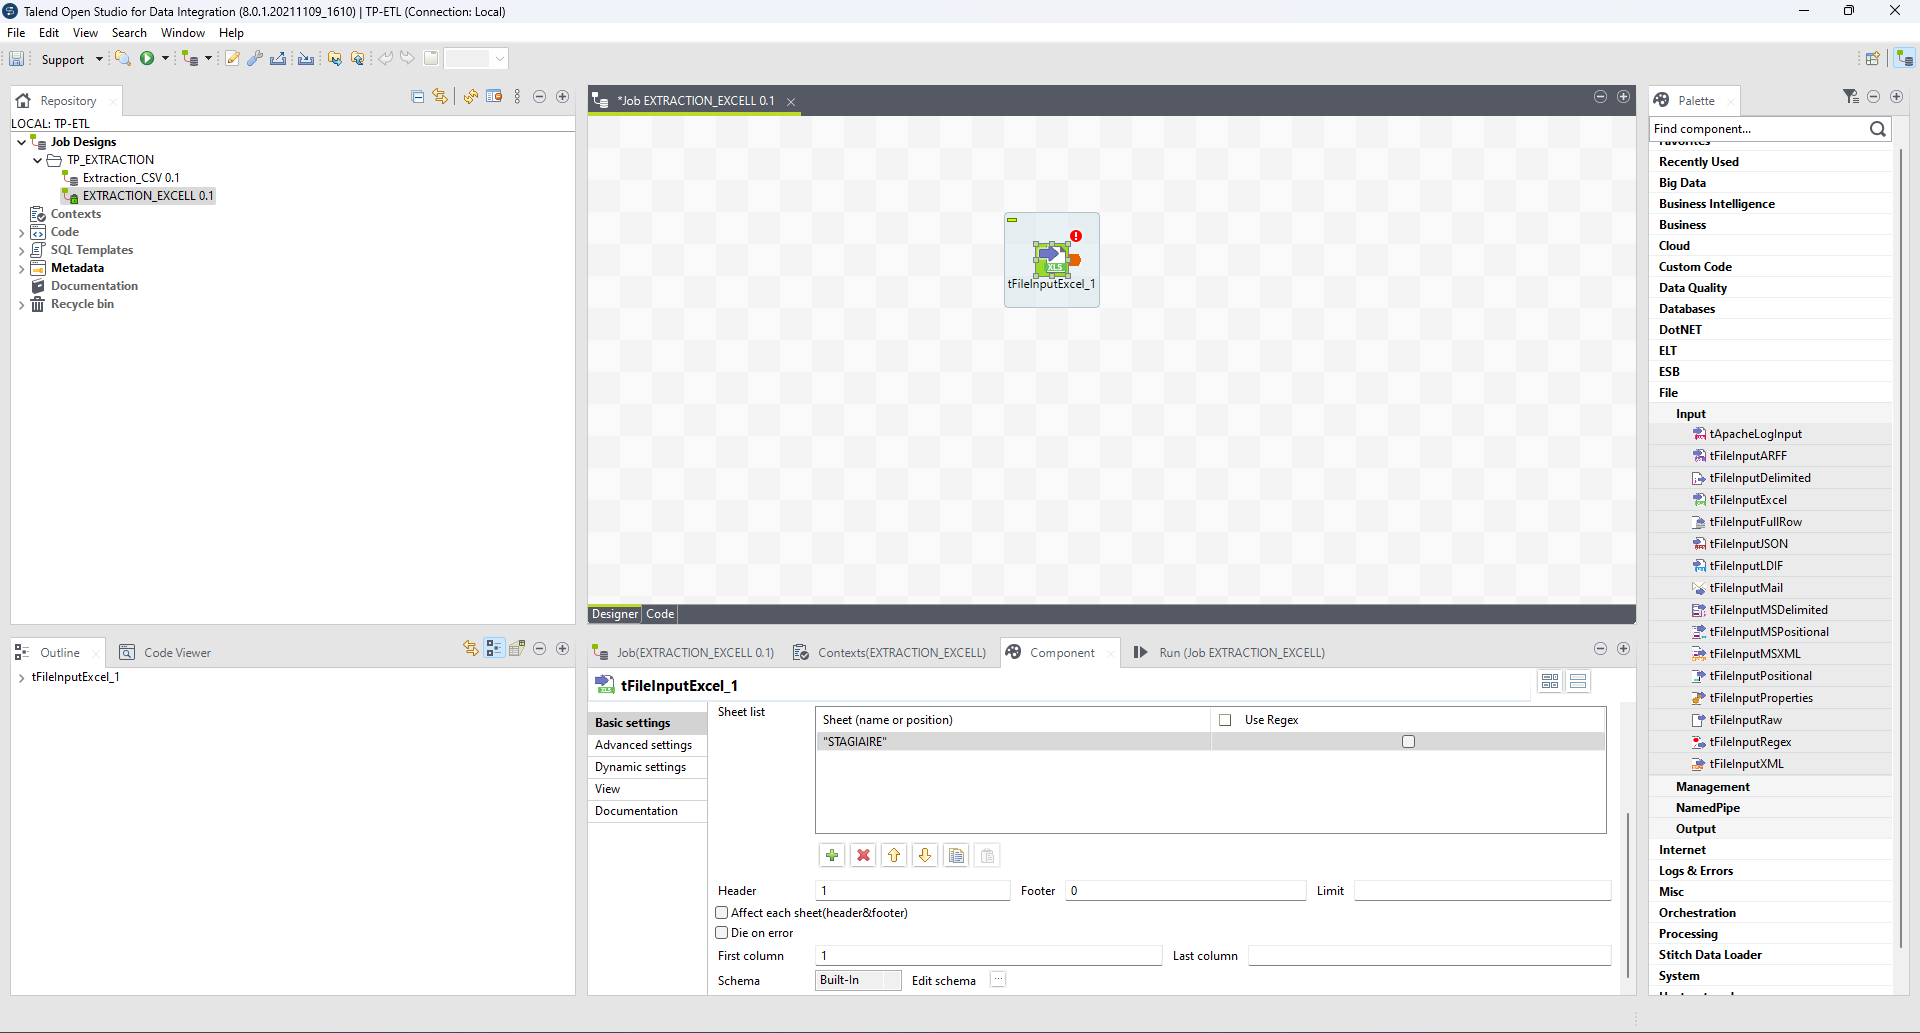 Talend Open Studio for Data Integration (8.0.1.20211109_1610) | TP-ETL (Connection: Local)
File Edit View Search Window Help
Support
Repository
LOCAL: TP-ETL
Job Designs
TP_EXTRACTION
Extraction_CSV 0.1
EXTRACTION_EXCELL 0.1
Contexts
Code
SQL Templates
Metadata
Documentation
Recycle bin
*Job EXTRACTION_EXCELL 0.1
XLS
tFileInputExcel_1
Designer Code
Palette
Find component...
Favorites
Recently Used
Big Data
Business Intelligence
Business
Cloud
Custom Code
Data Quality
Databases
DotNET
ELT
ESB
File
Input
tApacheLogInput
tFileInputARFF
tFileInputDelimited
tFileInputExcel
tFileInputFullRow
tFileInputJSON
tFileInputLDIF
tFileInputMail
tFileInputMSDelimited
tFileInputMSPositional
tFileInputMSXML
tFileInputPositional
tFileInputProperties
tFileInputRaw
tFileInputRegex
tFileInputXML
Management
NamedPipe
Output
Internet
Logs & Errors
Misc
Orchestration
Processing
Stitch Data Loader
System
Outline Code Viewer
tFileInputExcel_1
Job(EXTRACTION_EXCELL 0.1) Contexts(EXTRACTION_EXCELL) Component Run (Job EXTRACTION_EXCELL)
tFileInputExcel_1
Basic settings
Advanced settings
Dynamic settings
View
Documentation
Sheet list
Sheet (name or position) Use Regex
"STAGIAIRE"
Header 1 Footer 0 Limit
Affect each sheet(header&footer)
Die on error
First column 1 Last column
Schema Built-In Edit schema ...